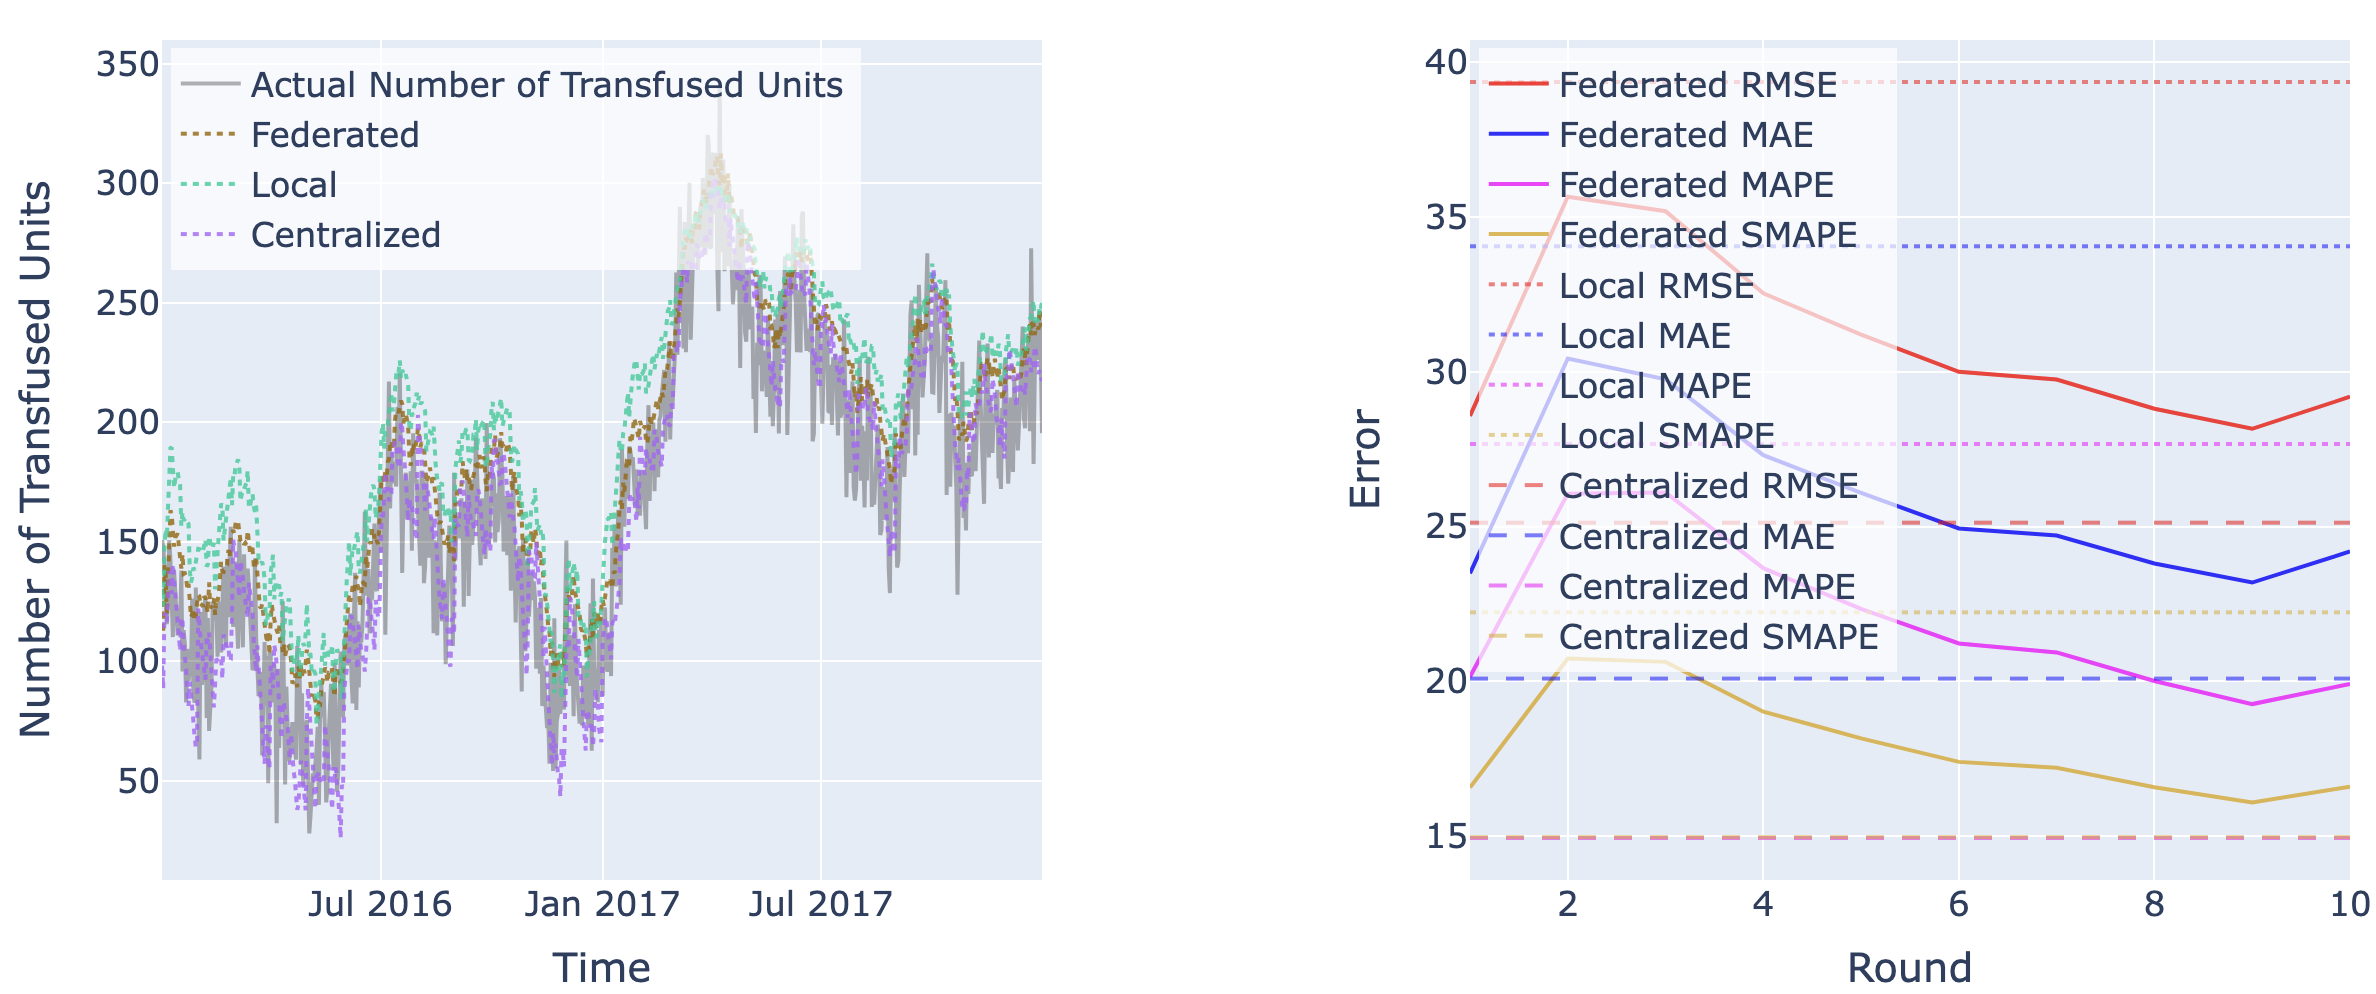 350
300
250
200
150
100
50
Number of Transfused Units
Actual Number of Transfused Units
Federated
Local
Centralized
Jul 2016
Jan 2017
Jul 2017
Time
40
35
30
25
20
15
Error
Federated RMSE
Federated MAE
Federated MAPE
Federated SMAPE
Local RMSE
Local MAE
Local MAPE
Local SMAPE
Centralized RMSE
Centralized MAE
Centralized MAPE
Centralized SMAPE
2
4
6
8
10
Round